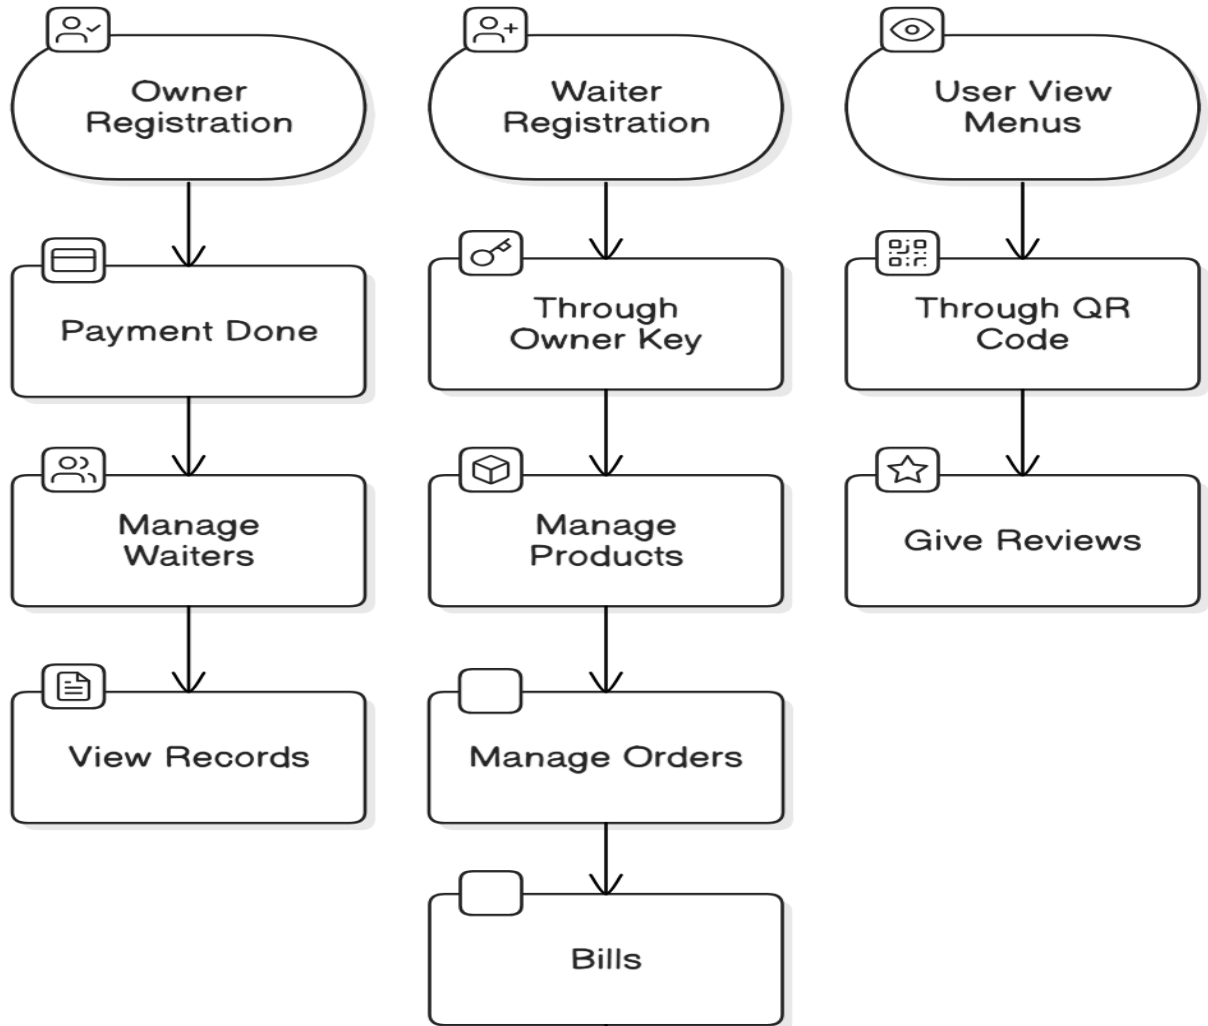 Owner
Registration
Payment Done
Manage
Waiters
View Records
Waiter
Registration
Through
Owner Key
Manage
Products
Manage Orders
Bills
User View
Menus
Through QR
Code
Give Reviews